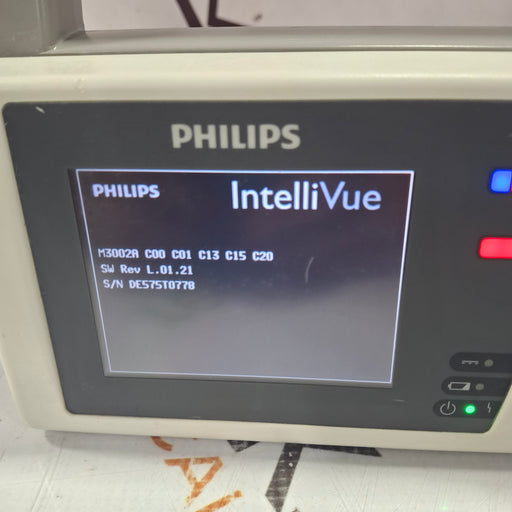 PHILIPS
PHILIPS IntelliVue
M3002A C00 C01 C13 C15 C20
SW Rev L.01.21
S/N DE575T0778